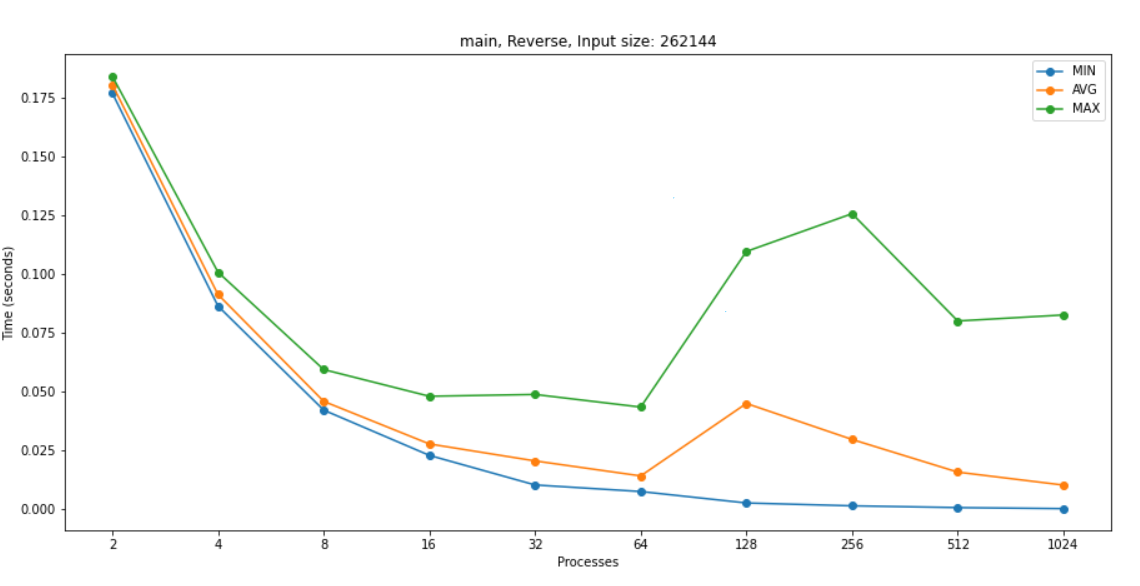 main, Reverse, Input size: 262144
MIN
AVG
MAX
0.175
0.150
0.125
0.100
0.075
0.050
0.025
0.000
Time (seconds)
2 4 8 16 32 64 128 256 512 1024
Processes